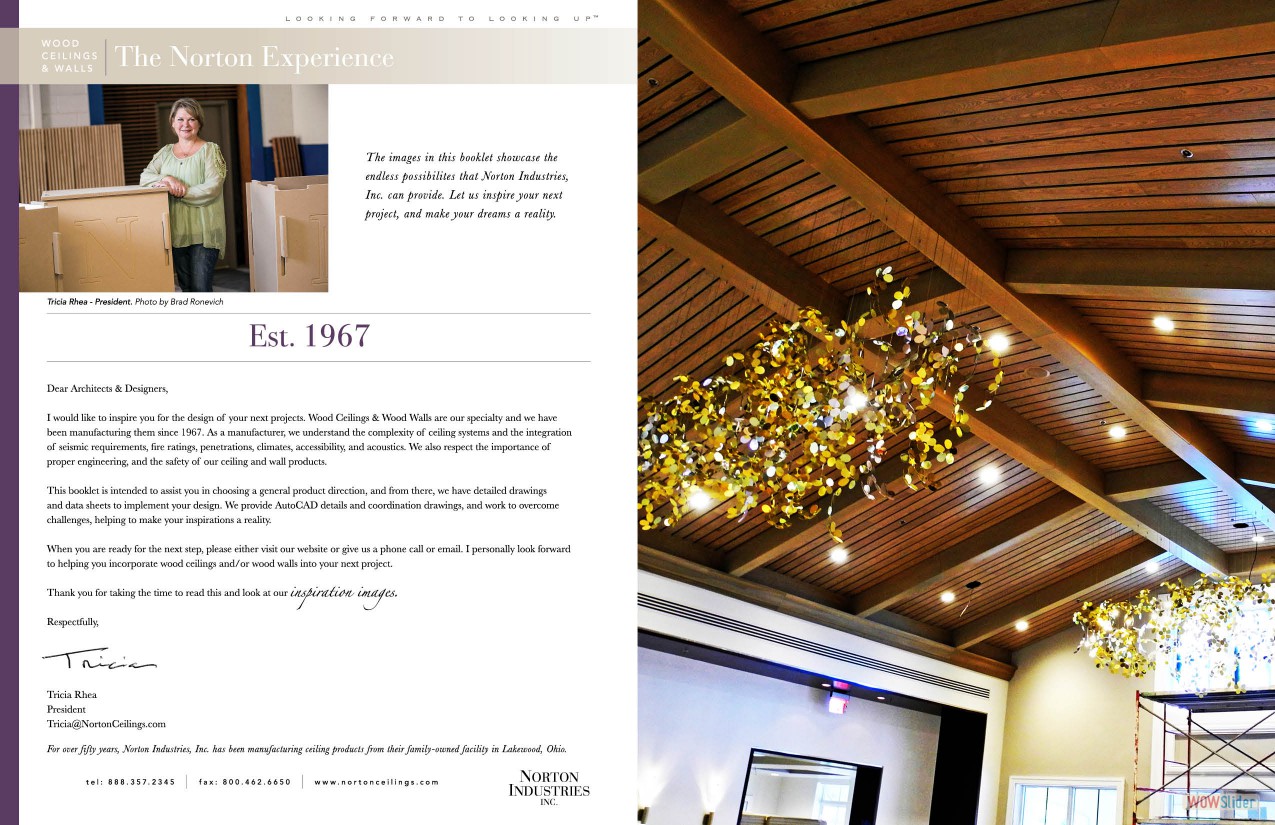 LOOKING FORWARD TO LOOKING UP™
WOOD
CEILINGS
& WALLS
The Norton Experience
The images in this booklet showcase the
endless possibilites that Norton Industries,
Inc. can provide. Let us inspire your next
project, and make your dreams a reality.
Tricia Rhea - President. Photo by Brad Ronevich
Est. 1967
Dear Architects & Designers,
I would like to inspire you for the design of your next projects. Wood Ceilings & Wood Walls are our specialty and we have
been manufacturing them since 1967. As a manufacturer, we understand the complexity of ceiling systems and the integration
of seismic requirements, fire ratings, penetrations, climates, accessibility, and acoustics. We also respect the importance of
proper engineering, and the safety of our ceiling and wall products.
This booklet is intended to assist you in choosing a general product direction, and from there, we have detailed drawings
and data sheets to implement your design. We provide AutoCAD details and coordination drawings, and work to overcome
challenges, helping to make your inspirations a reality.
When you are ready for the next step, please either visit our website or give us a phone call or email. I personally look forward
to helping you incorporate wood ceilings and/or wood walls into your next project.
Thank you for taking the time to read this and look at our inspiration images.
Respectfully,
Tricia
Tricia Rhea
President
Tricia@NortonCeilings.com
For over fifty years, Norton Industries, Inc. has been manufacturing ceiling products from their family-owned facility in Lakewood, Ohio.
tel: 888.357.2345 fax: 800.462.6650 www.nortonceilings.com
NORTON
INDUSTRIES
INC.
WOWSlider